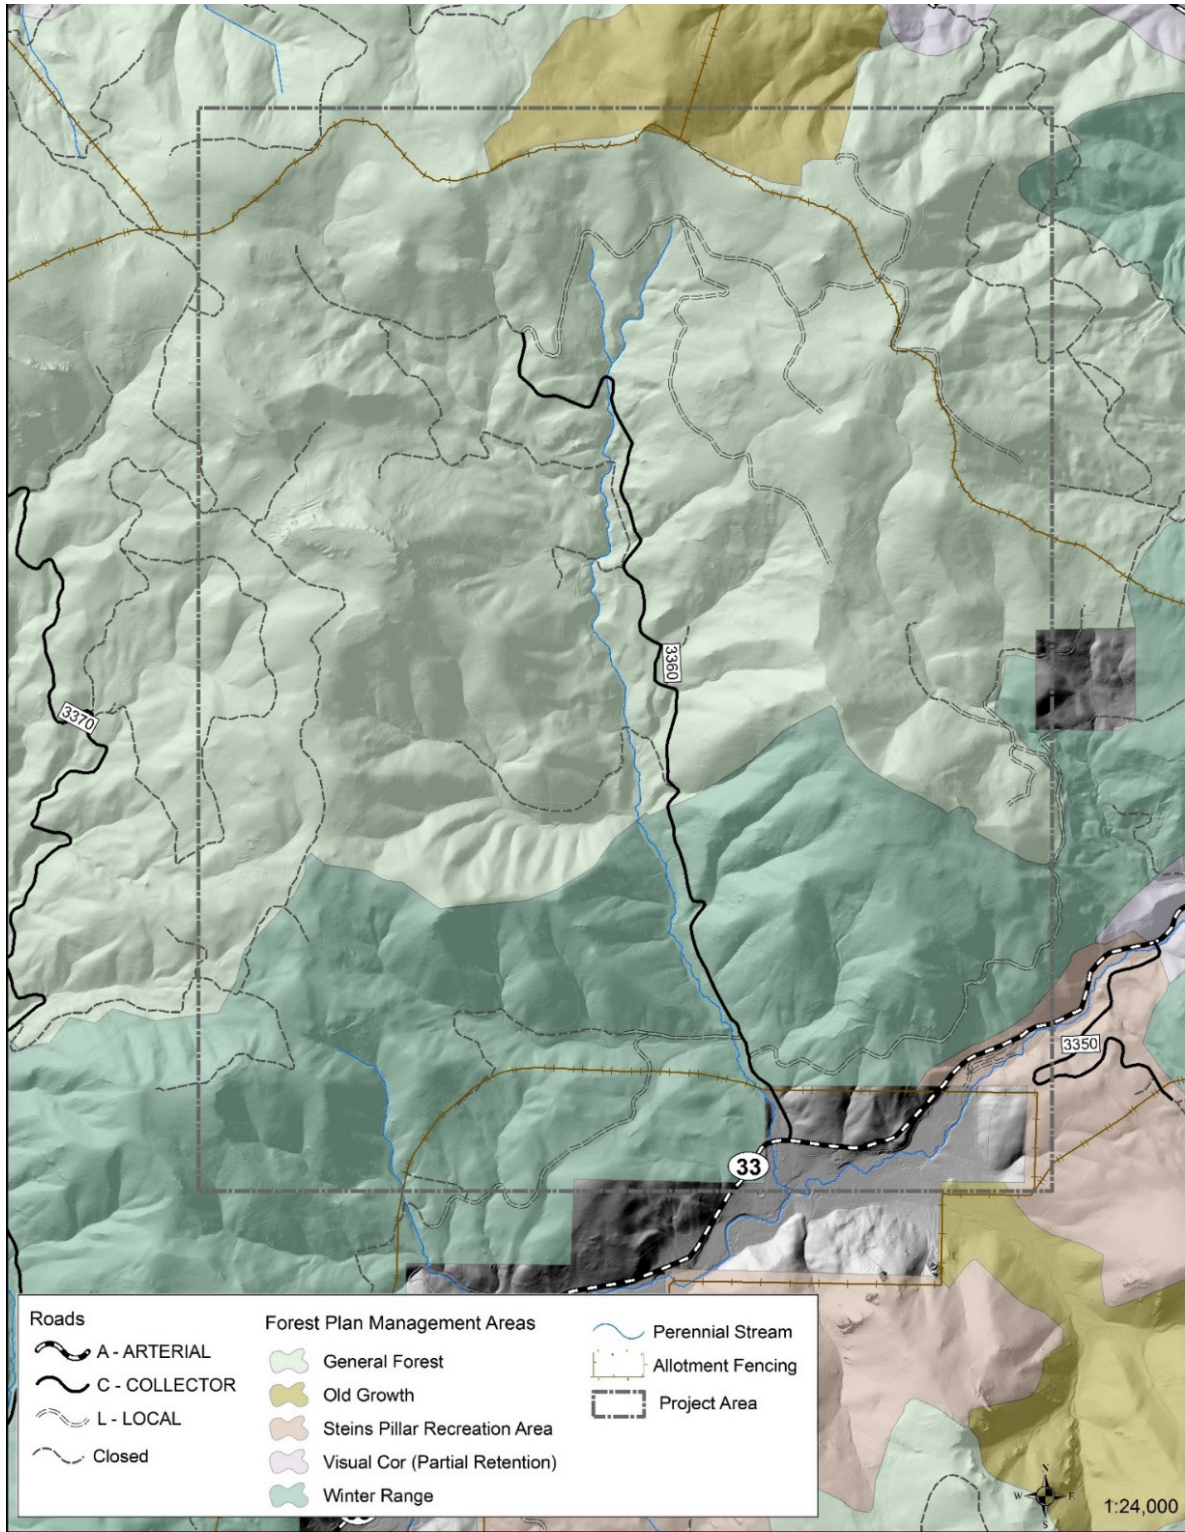 3360
3370
3350
33
Roads
A - ARTERIAL
C - COLLECTOR
L - LOCAL
Closed
Forest Plan Management Areas
General Forest
Old Growth
Steins Pillar Recreation Area
Visual Cor (Partial Retention)
Winter Range
Perennial Stream
Allotment Fencing
Project Area
N
W E
S
1:24,000